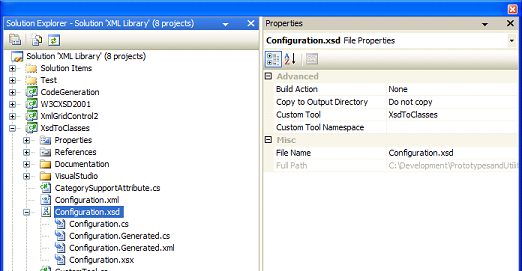 Solution Explorer - Solution 'XML Library' (8 projects)
Solution 'XML Library' (8 projects)
Solution Items
Test
CodeGeneration
W3CXSD2001
XmlGridControl2
XsdToClasses
Properties
References
Documentation
VisualStudio
CategorySupportAttribute.cs
Configuration.xml
Configuration.xsd
Configuration.cs
Configuration.Generated.cs
Configuration.Generated.xml
Configuration.xsx
CustomTool.cs
Properties
Configuration.xsd File Properties
Advanced
Build Action None
Copy to Output Directory Do not copy
Custom Tool XsdToClasses
Custom Tool Namespace
Misc
File Name Configuration.xsd
Full Path C:\Development\PrototypesandUtili